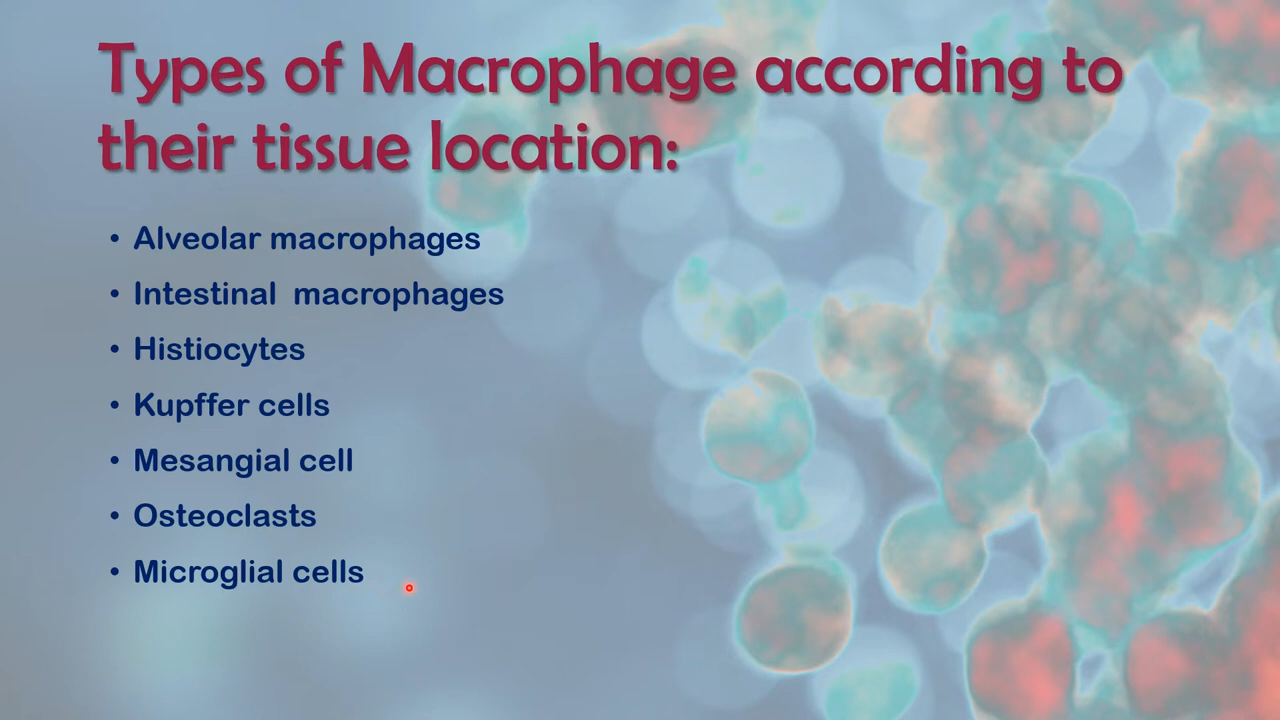 Types of Macrophage according to
their tissue location:
• Alveolar macrophages
• Intestinal  macrophages
• Histiocytes
• Kupffer cells
• Mesangial cell
• Osteoclasts
• Microglial cells